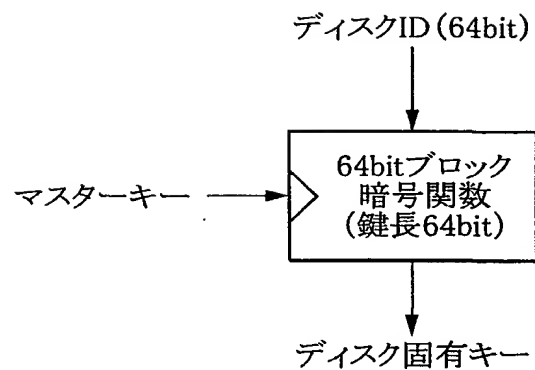 ディスクID(64bit)
64bitブロック
暗号関数
(鍵長64bit)
マスターキー
ディスク固有キー